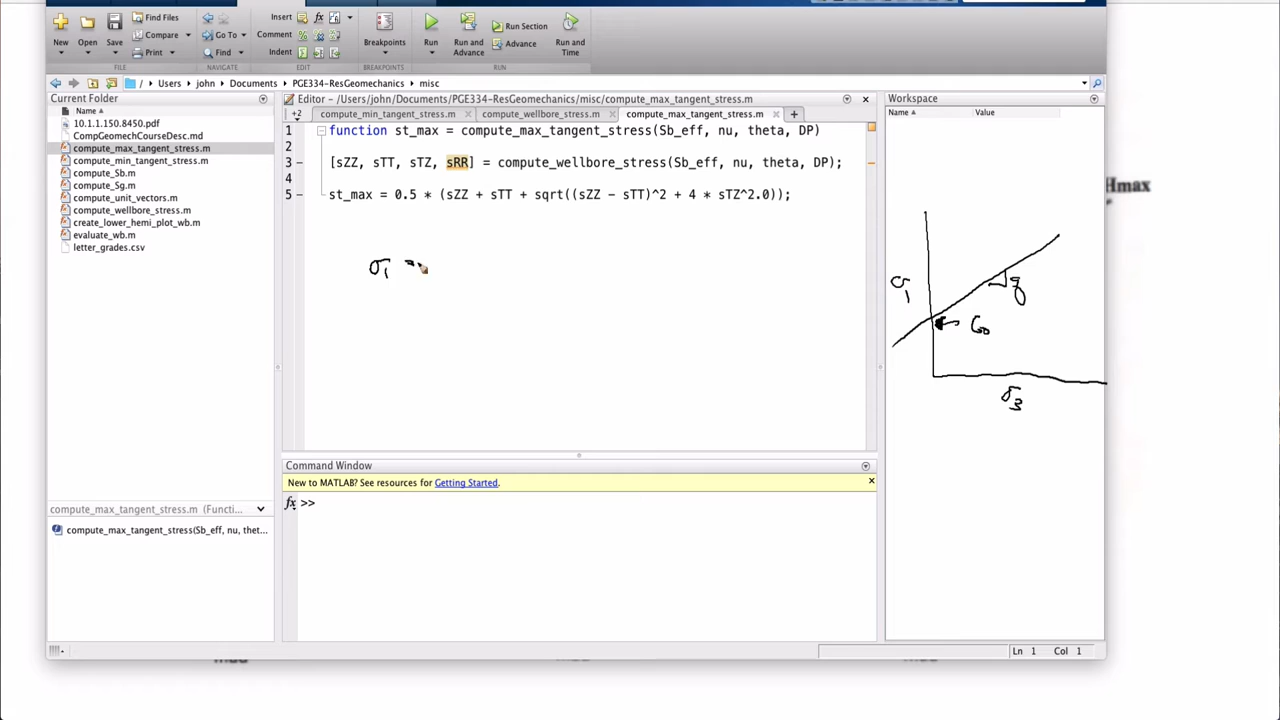 New
Open
Save
Find Files
Compare
Print
Go To
Find
Insert
Comment
Indent
Breakpoints
Run
Run and Advance
Run Section
Advance
Run and Time
FILE
NAVIGATE
EDIT
BREAKPOINTS
RUN
/ Users john Documents PGE334-ResGeomechanics misc
Current Folder
Name
10.1.1.150.8450.pdf
CompGeomechCourseDesc.md
compute_max_tangent_stress.m
compute_min_tangent_stress.m
compute_Sb.m
compute_Sg.m
compute_unit_vectors.m
compute_wellbore_stress.m
create_lower_hemi_plot_wb.m
evaluate_wb.m
letter_grades.csv
compute_max_tangent_stress.m (Functi...
compute_max_tangent_stress(Sb_eff, nu, thet...
Editor - /Users/john/Documents/PGE334-ResGeomechanics/misc/compute_max_tangent_stress.m
+2 compute_min_tangent_stress.m compute_wellbore_stress.m compute_max_tangent_stress.m
1 function st_max = compute_max_tangent_stress(Sb_eff, nu, theta, DP)
2
3 [sZZ, sTT, sTZ, sRR] = compute_wellbore_stress(Sb_eff, nu, theta, DP);
4
5 st_max = 0.5 * (sZZ + sTT + sqrt((sZZ - sTT)^2 + 4 * sTZ^2.0));
σ1 =
Command Window
New to MATLAB? See resources for Getting Started.
fx >>
Workspace
Name Value
σ1
q
C0
σ3
Hmax
Ln 1 Col 1